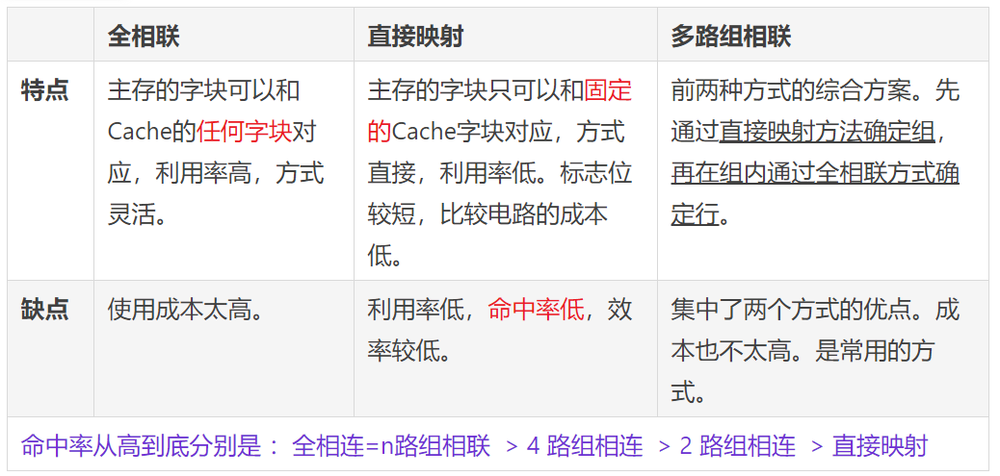 全相联
直接映射
多路组相联
特点
主存的字块可以和
Cache的任何字块对
应，利用率高，方式
灵活。
主存的字块只可以和固定
的Cache字块对应，方式
直接，利用率低。标志位
较短，比较电路的成本
低。
前两种方式的综合方案。先
通过直接映射方法确定组，
再在组内通过全相联方式确
定行。
缺点
使用成本太高。
利用率低，命中率低，效
率较低。
集中了两个方式的优点。成
本也不太高。是常用的方
式。
命中率从高到底分别是 ：全相连=n路组相联 > 4 路组相连 > 2 路组相连 > 直接映射